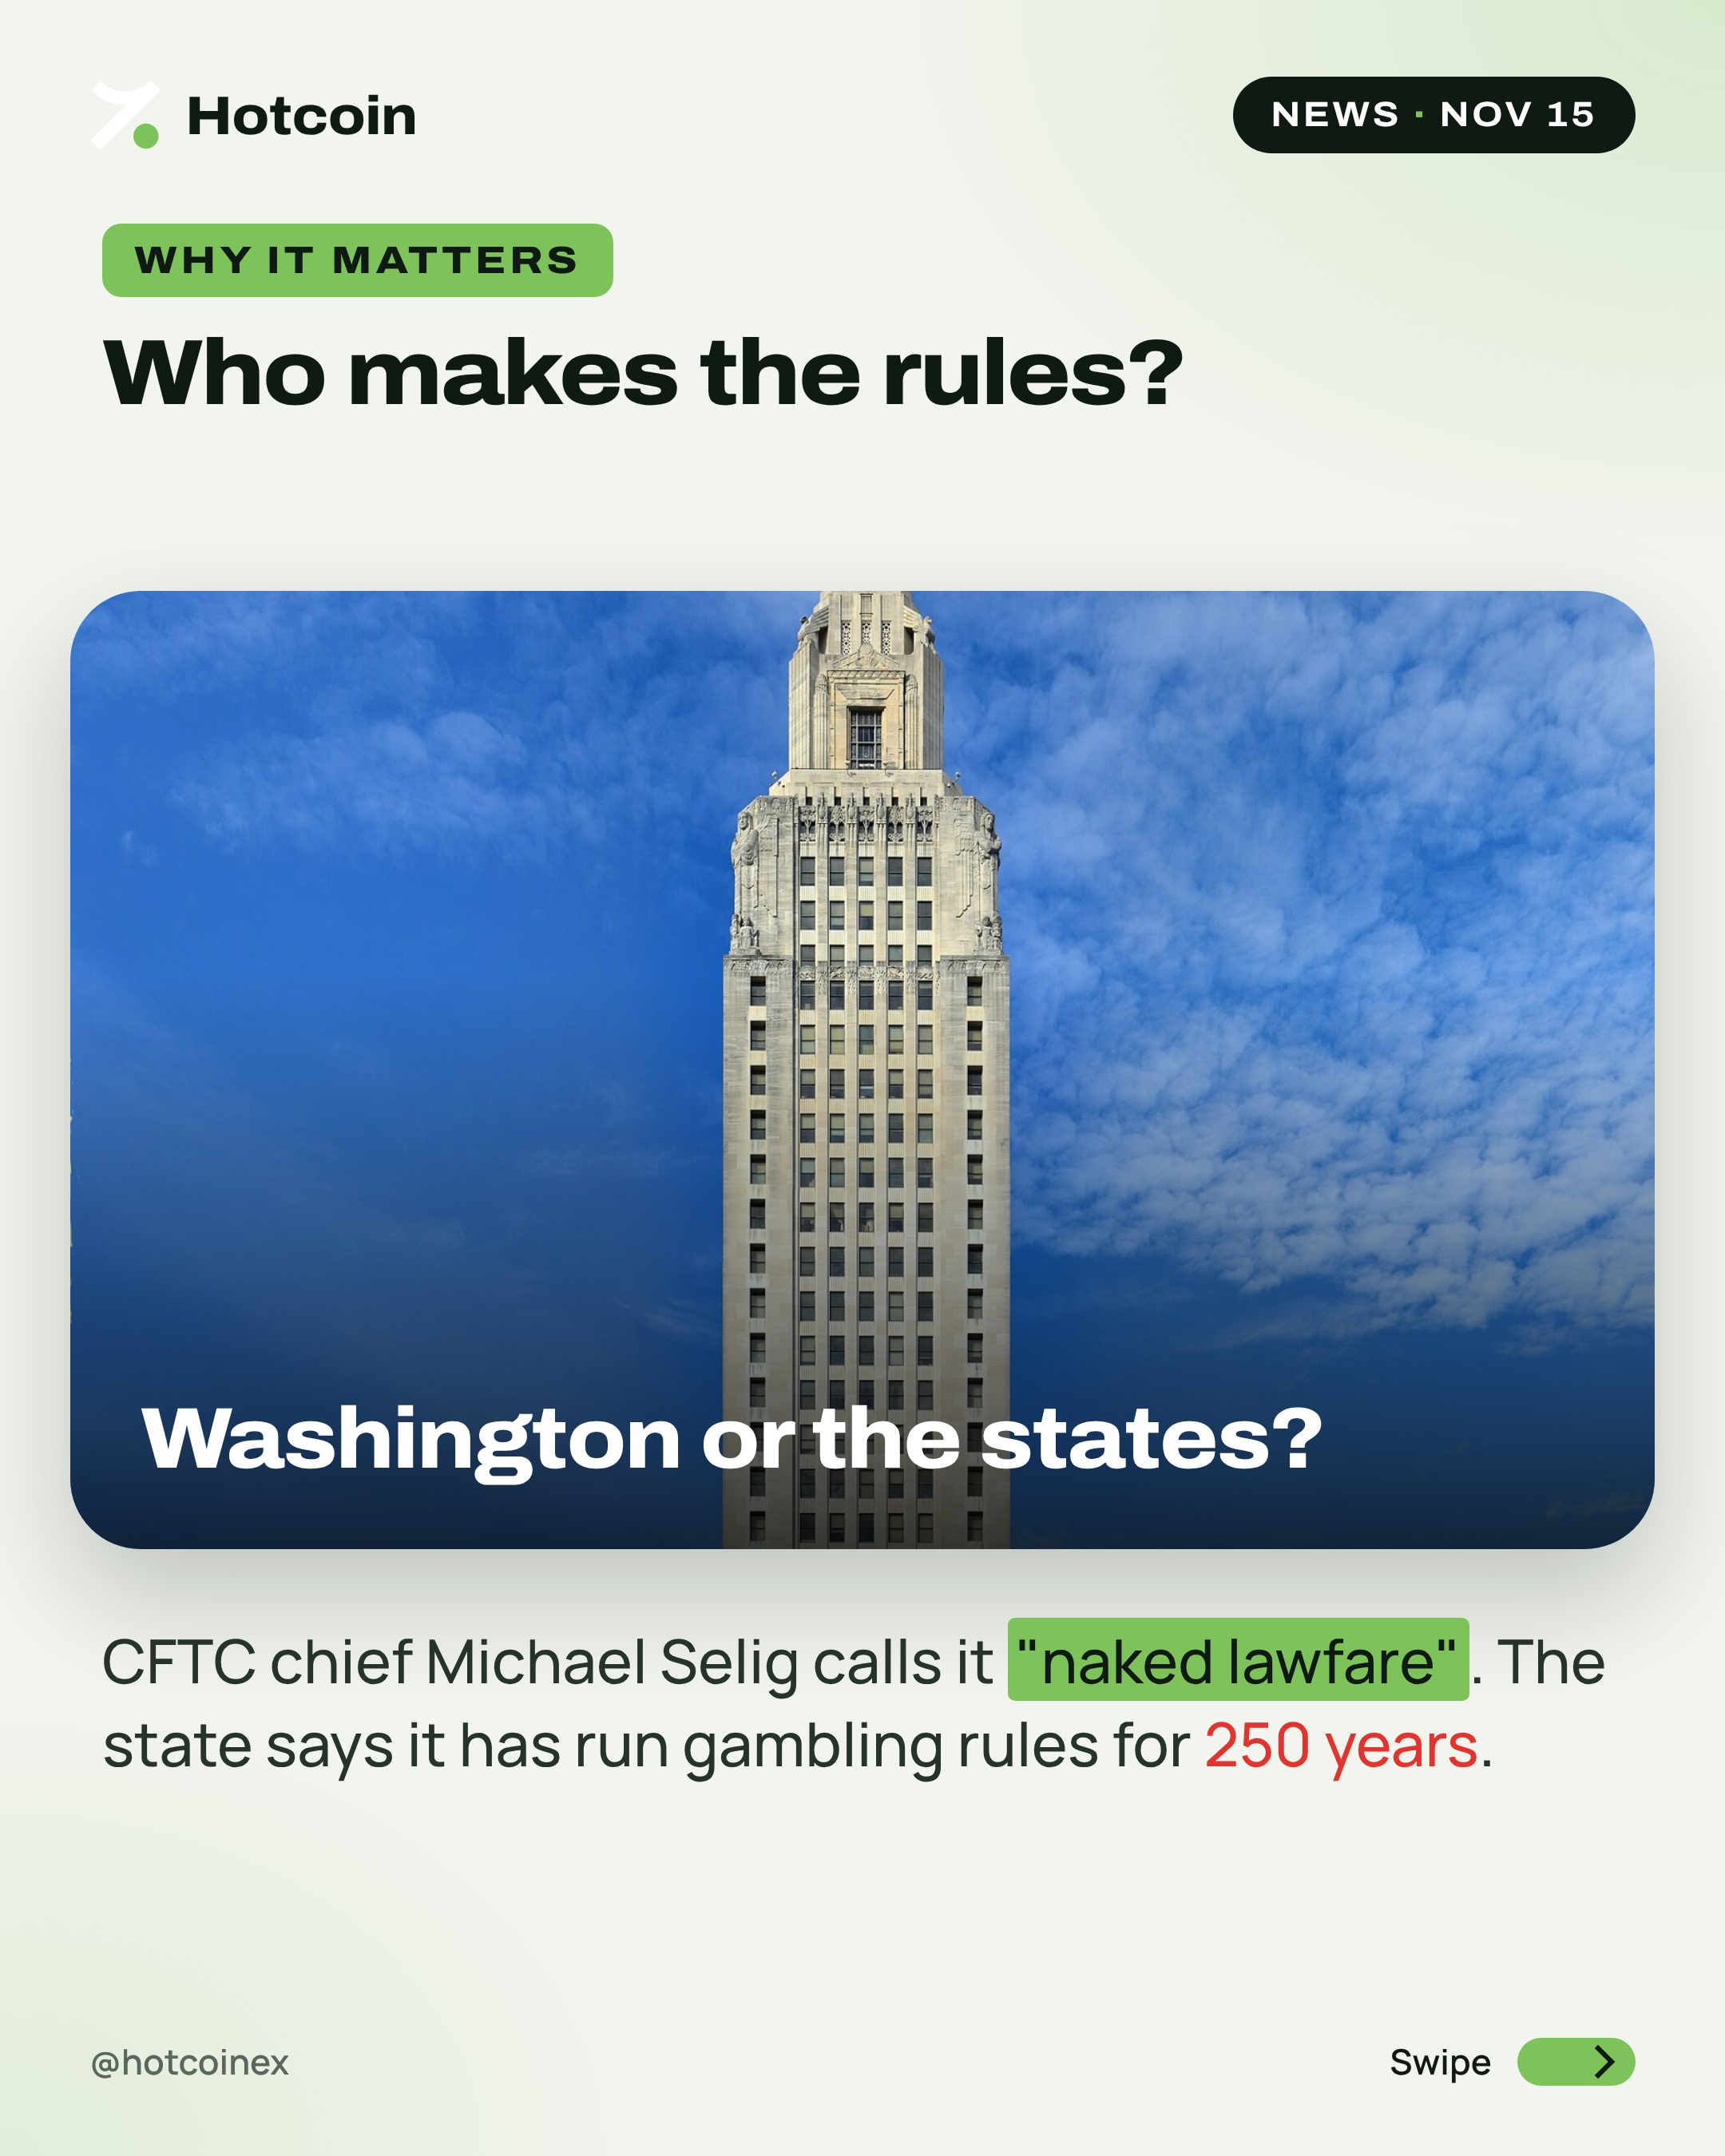 Hotcoin
NEWS · NOV 15
WHY IT MATTERS
Who makes the rules?
Washington or the states?
CFTC chief Michael Selig calls it "naked lawfare". The
state says it has run gambling rules for 250 years.
@hotcoinex
Swipe